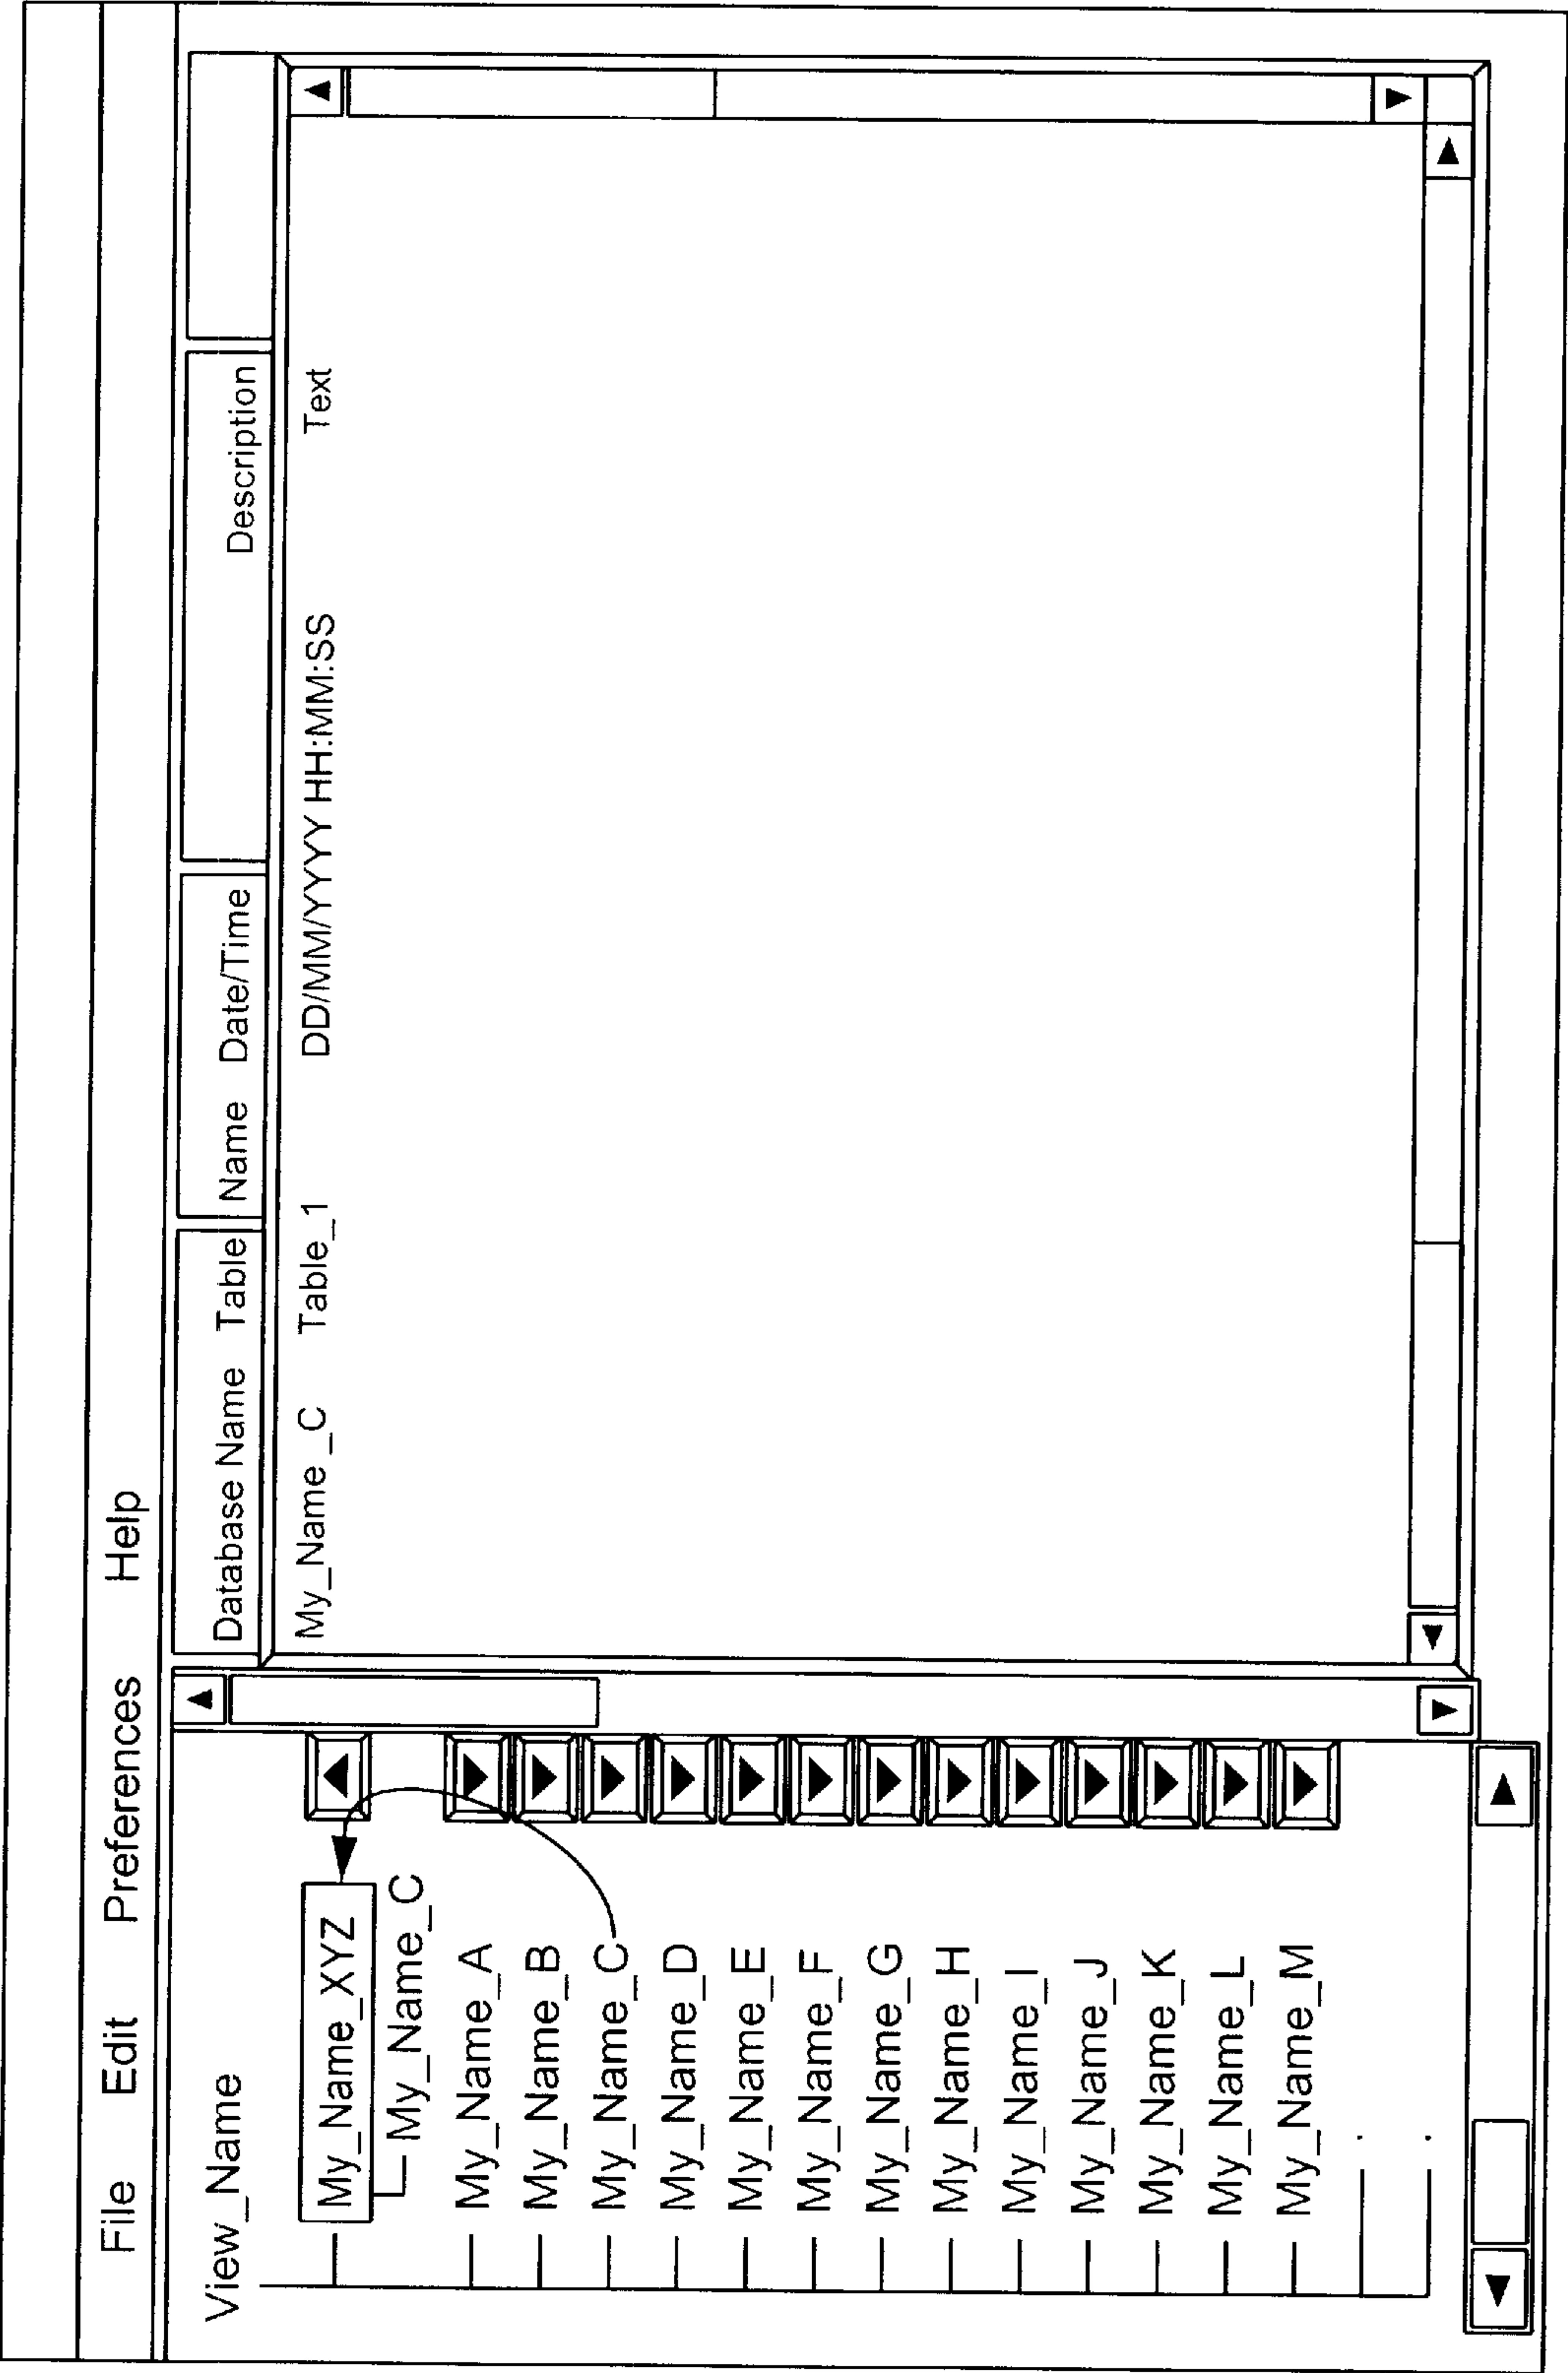 File Edit Preferences Help
View_Name
Database Name Table Name Date/Time Description
My_Name_XYZ
My_Name_C
My_Name _C Table_1 DD/MM/YYYY HH:MM:SS Text
My_Name_A
My_Name_B
My_Name_C
My_Name_D
My_Name_E
My_Name_F
My_Name_G
My_Name_H
My_Name_I
My_Name_J
My_Name_K
My_Name_L
My_Name_M